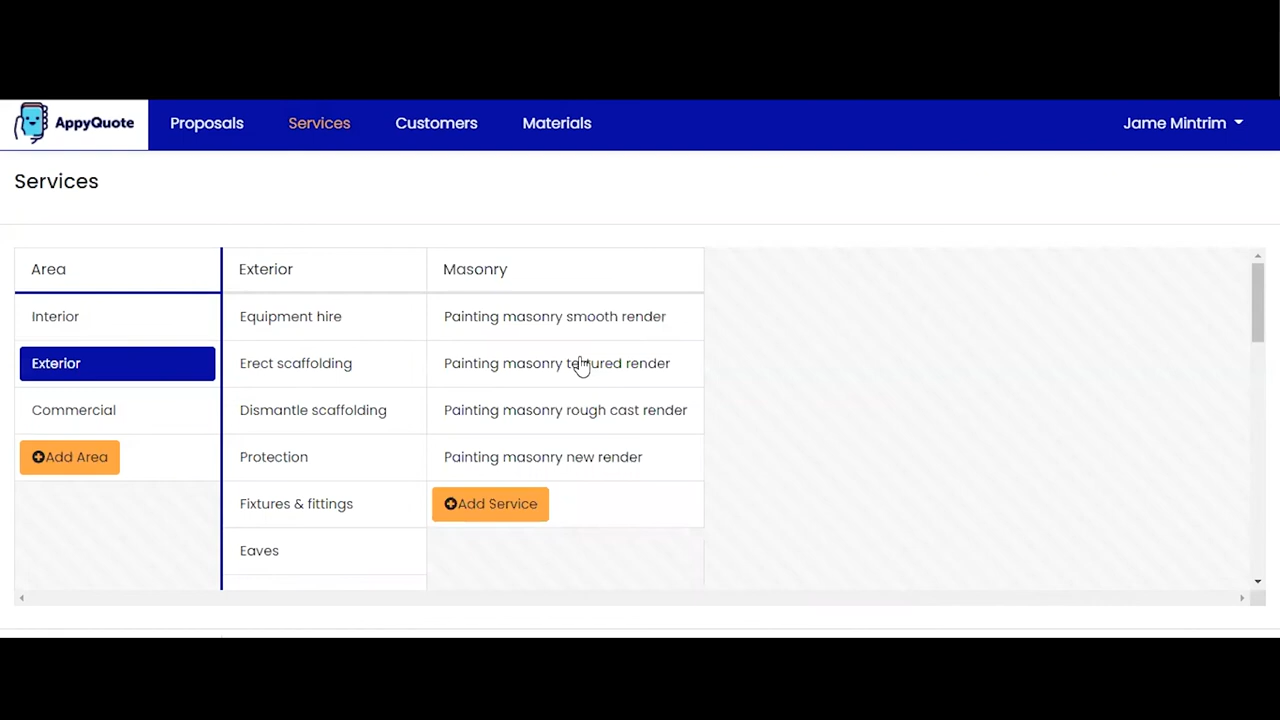 AppyQuote
Proposals
Services
Customers
Materials
Jame Mintrim
Services
Area
Exterior
Masonry
Interior
Equipment hire
Painting masonry smooth render
Exterior
Erect scaffolding
Painting masonry textured render
Commercial
Dismantle scaffolding
Painting masonry rough cast render
Add Area
Protection
Painting masonry new render
Fixtures & fittings
Add Service
Eaves